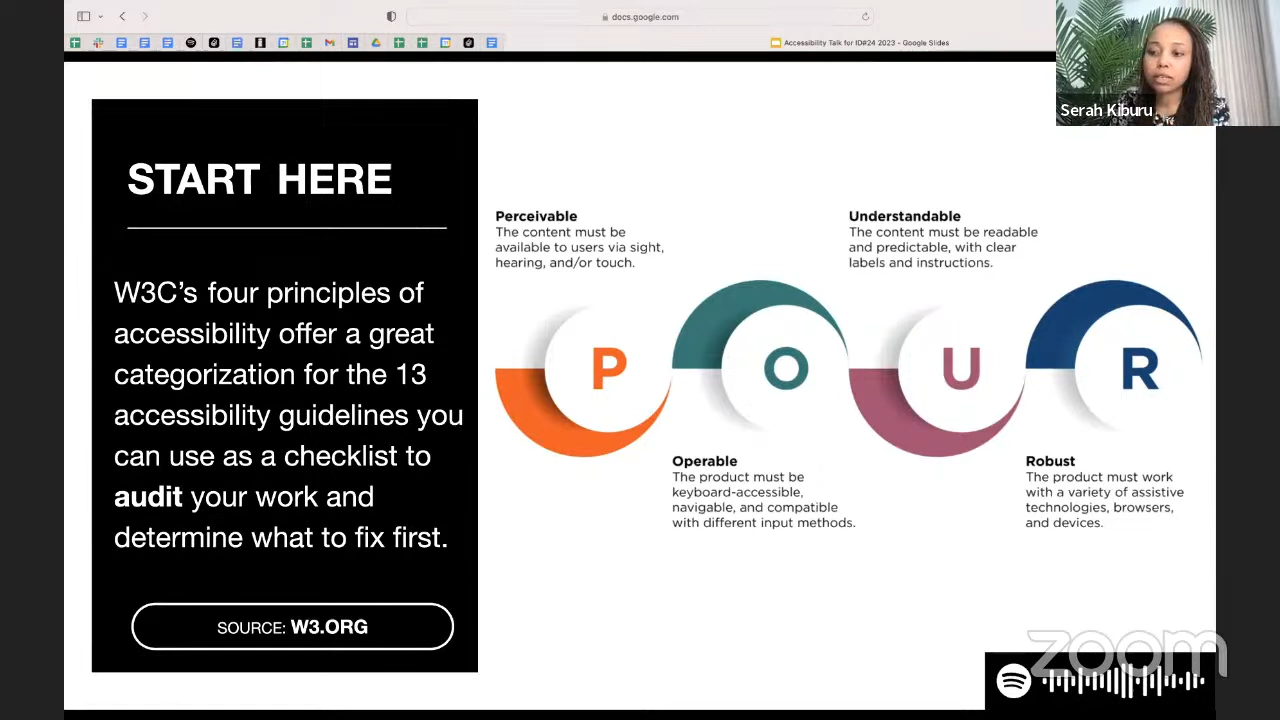 docs.google.com
Accessibility Talk for ID#24 2023 - Google Slides
Serah Kiburu
START HERE
W3C's four principles of
accessibility offer a great
categorization for the 13
accessibility guidelines you
can use as a checklist to
audit your work and
determine what to fix first.
SOURCE: W3.ORG
Perceivable
The content must be
available to users via sight,
hearing, and/or touch.
Understandable
The content must be readable
and predictable, with clear
labels and instructions.
P
O
U
R
Operable
The product must be
keyboard-accessible,
navigable, and compatible
with different input methods.
Robust
The product must work
with a variety of assistive
technologies, browsers,
and devices.
zoom